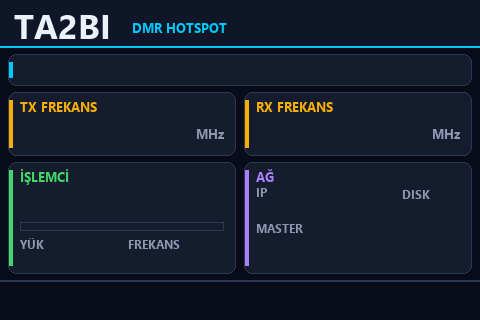 TA2BI DMR HOTSPOT
TX FREKANS
MHz
RX FREKANS
MHz
İŞLEMCİ
YÜK FREKANS
AĞ
IP DISK
MASTER